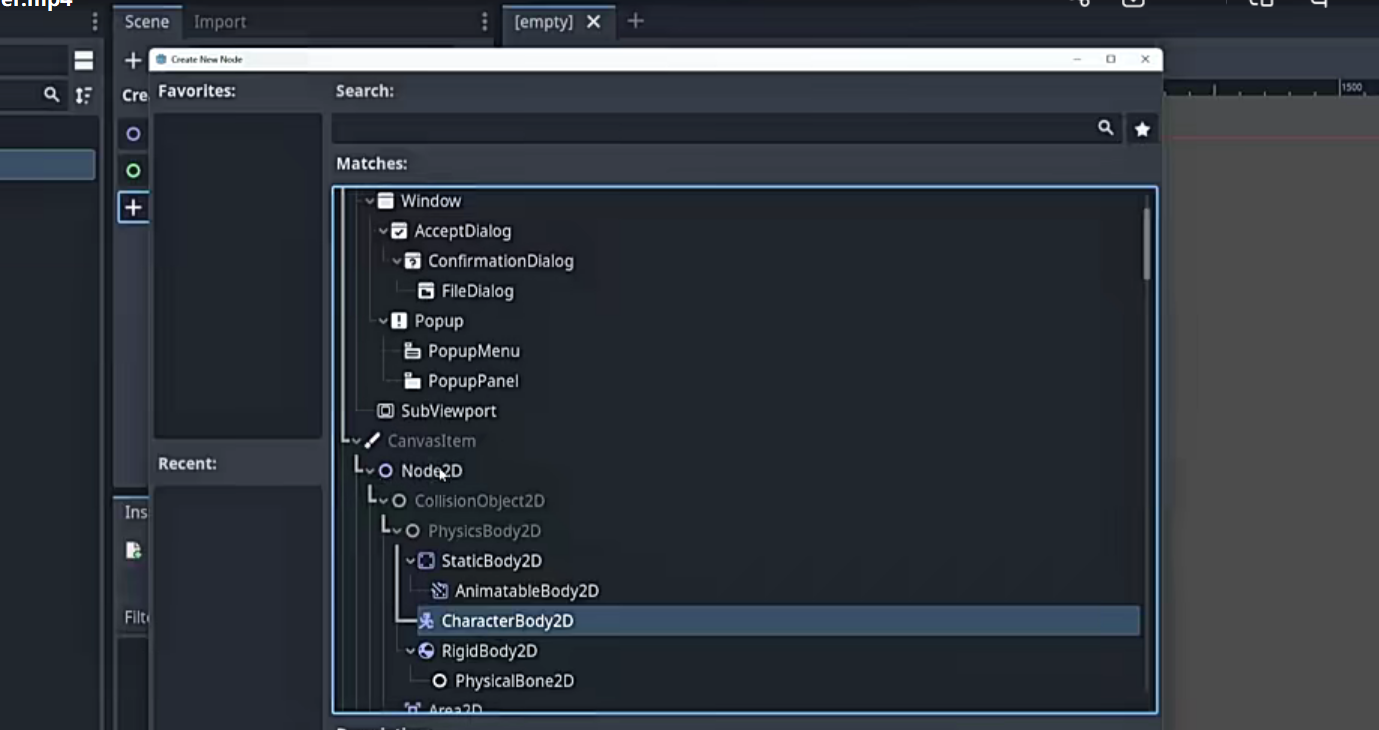 er.mp4
Scene Import
[empty]
Create New Node
Cre
Favorites:
Search:
1500
Matches:
Window
AcceptDialog
ConfirmationDialog
FileDialog
Popup
PopupMenu
PopupPanel
SubViewport
CanvasItem
Recent:
Node2D
CollisionObject2D
Ins
PhysicsBody2D
StaticBody2D
AnimatableBody2D
Filt
CharacterBody2D
RigidBody2D
PhysicalBone2D
Area2D